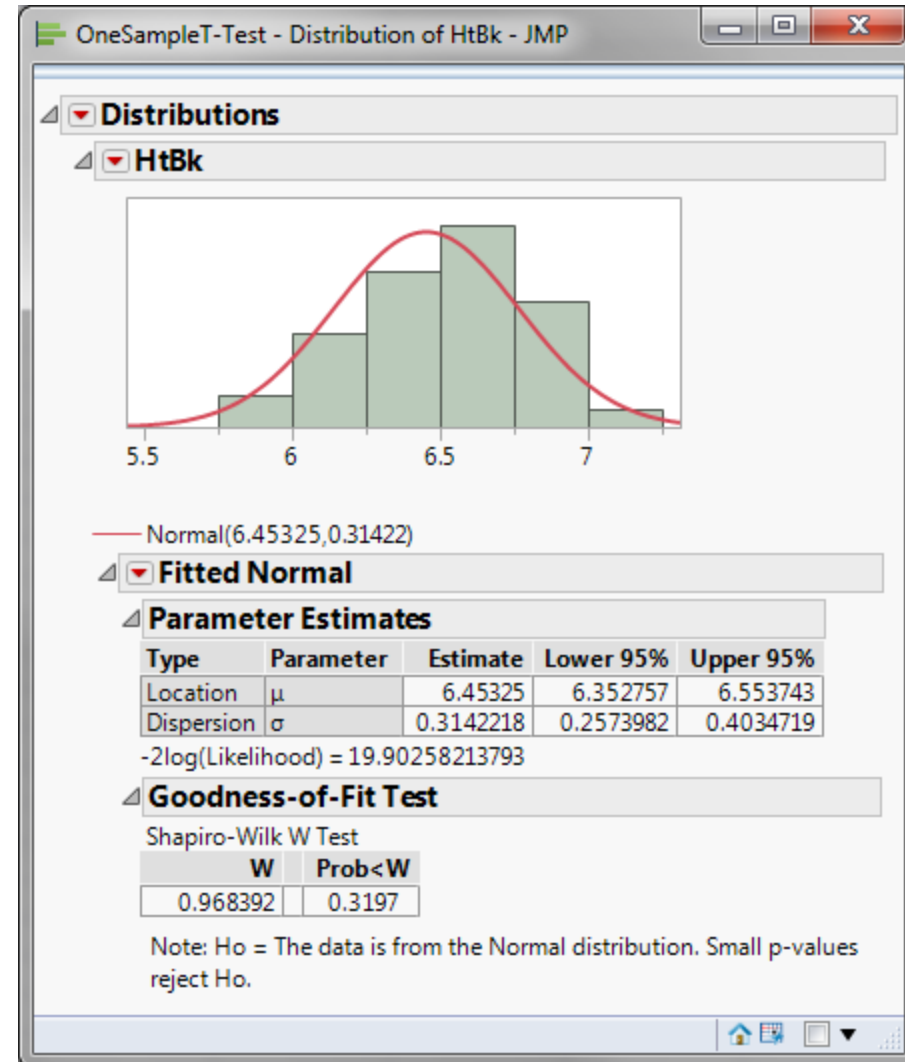 OneSampleT-Test - Distribution of HtBk - JMP
Distributions
HtBk
5.5 6 6.5 7
Normal(6.45325,0.31422)
Fitted Normal
Parameter Estimates
Type Parameter Estimate Lower 95% Upper 95%
Location μ 6.45325 6.352757 6.553743
Dispersion σ 0.3142218 0.2573982 0.4034719
-2log(Likelihood) = 19.90258213793
Goodness-of-Fit Test
Shapiro-Wilk W Test
W Prob<W
0.968392 0.3197
Note: Ho = The data is from the Normal distribution. Small p-values
reject Ho.